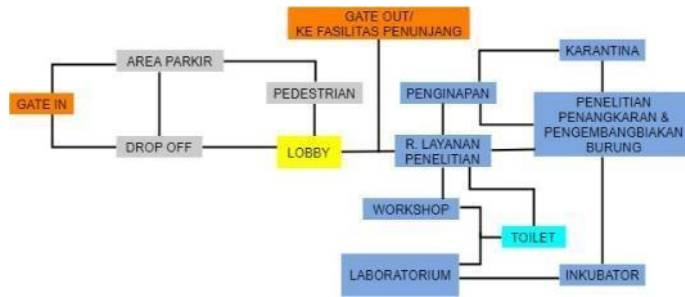 GATE OUT/
KE FASILITAS PENUNJANG
AREA PARKIR
KARANTINA
PEDESTRIAN
PENGINAPAN
GATE IN
PENELITIAN
PENANGKARAN &
PENGEMBANGBIAKAN
BURUNG
DROP OFF
LOBBY
R. LAYANAN
PENELITIAN
WORKSHOP
TOILET
LABORATORIUM
INKUBATOR